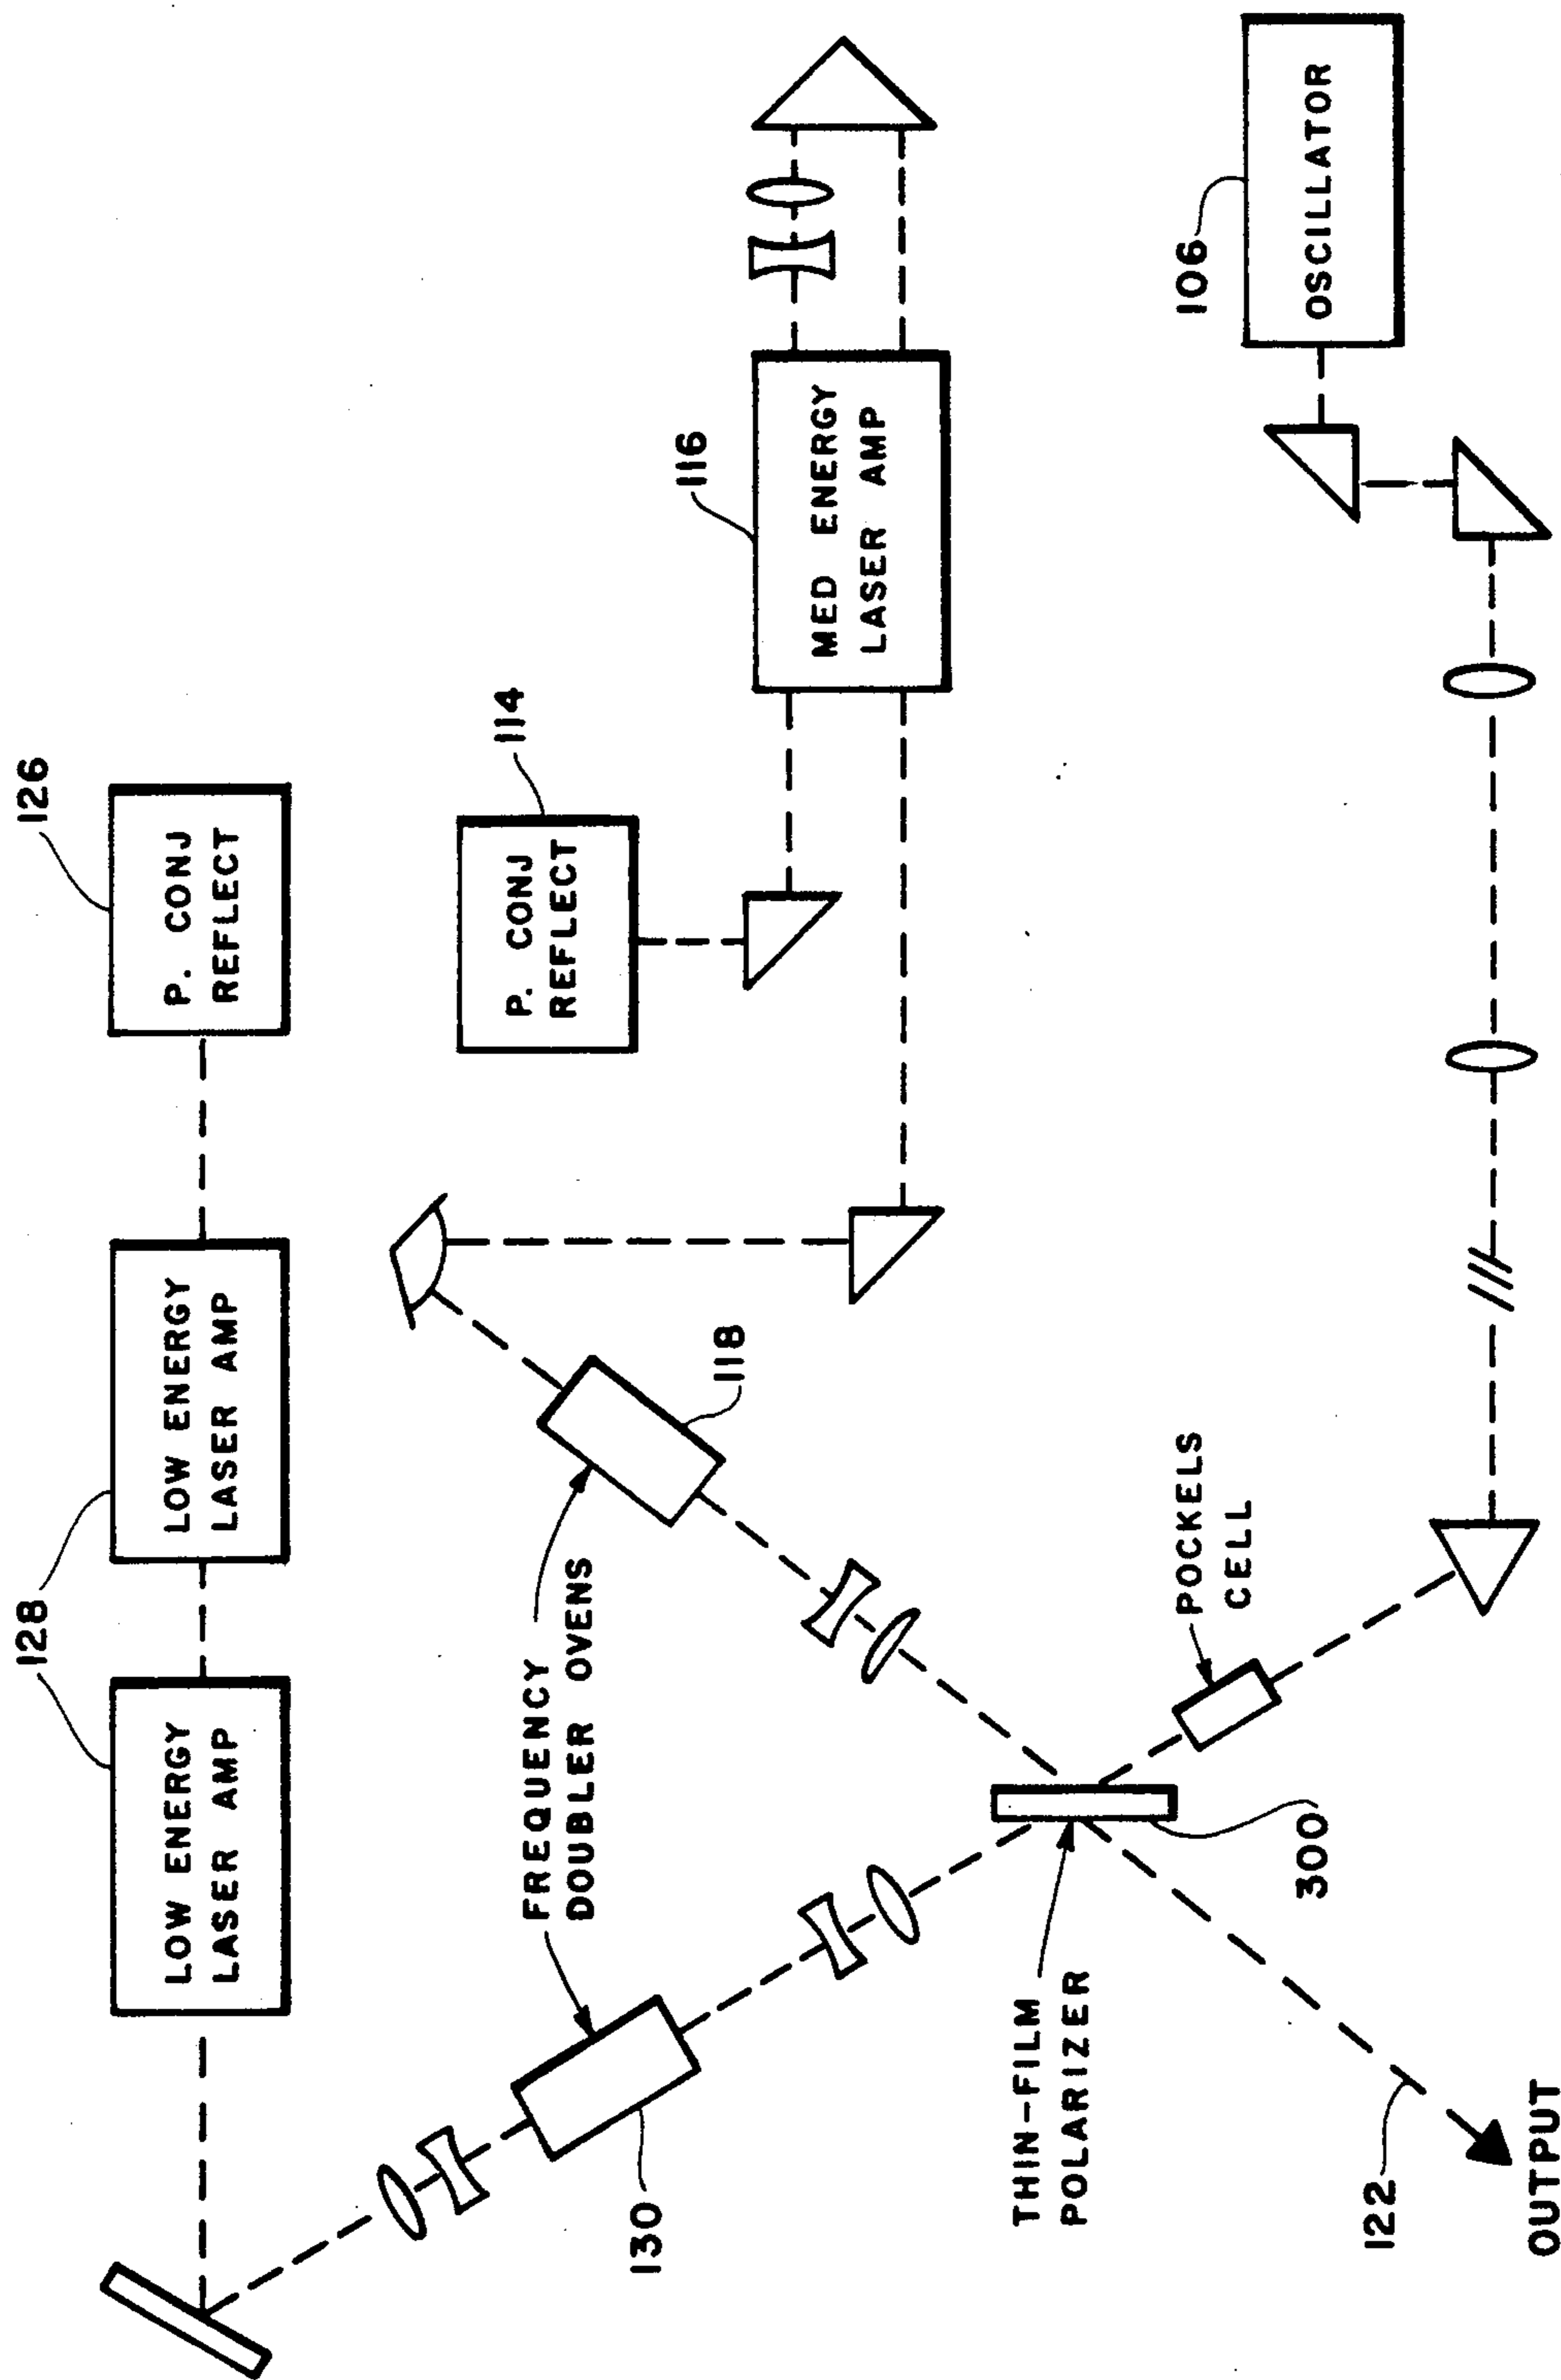 128
126
LOW ENERGY
LASER AMP
LOW ENERGY
LASER AMP
P. CONJ
REFLECT
114
P. CONJ
REFLECT
FREQUENCY
DOUBLER OVENS
130
118
116
MED ENERGY
LASER AMP
THIN-FILM
POLARIZER
POCKELS
CELL
106
OSCILLATOR
300
122
OUTPUT